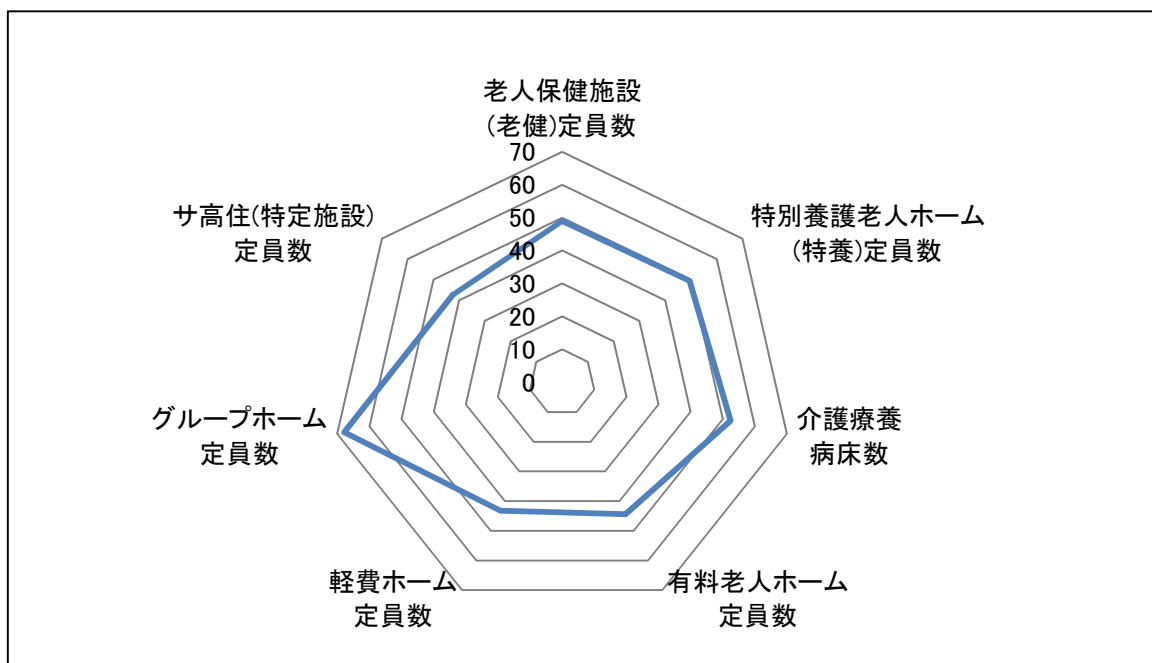 老人保健施設
(老健)定員数
70
60
50
40
30
20
10
0
特別養護老人ホーム
(特養)定員数
介護療養
病床数
有料老人ホーム
定員数
軽費ホーム
定員数
グループホーム
定員数
サ高住(特定施設)
定員数